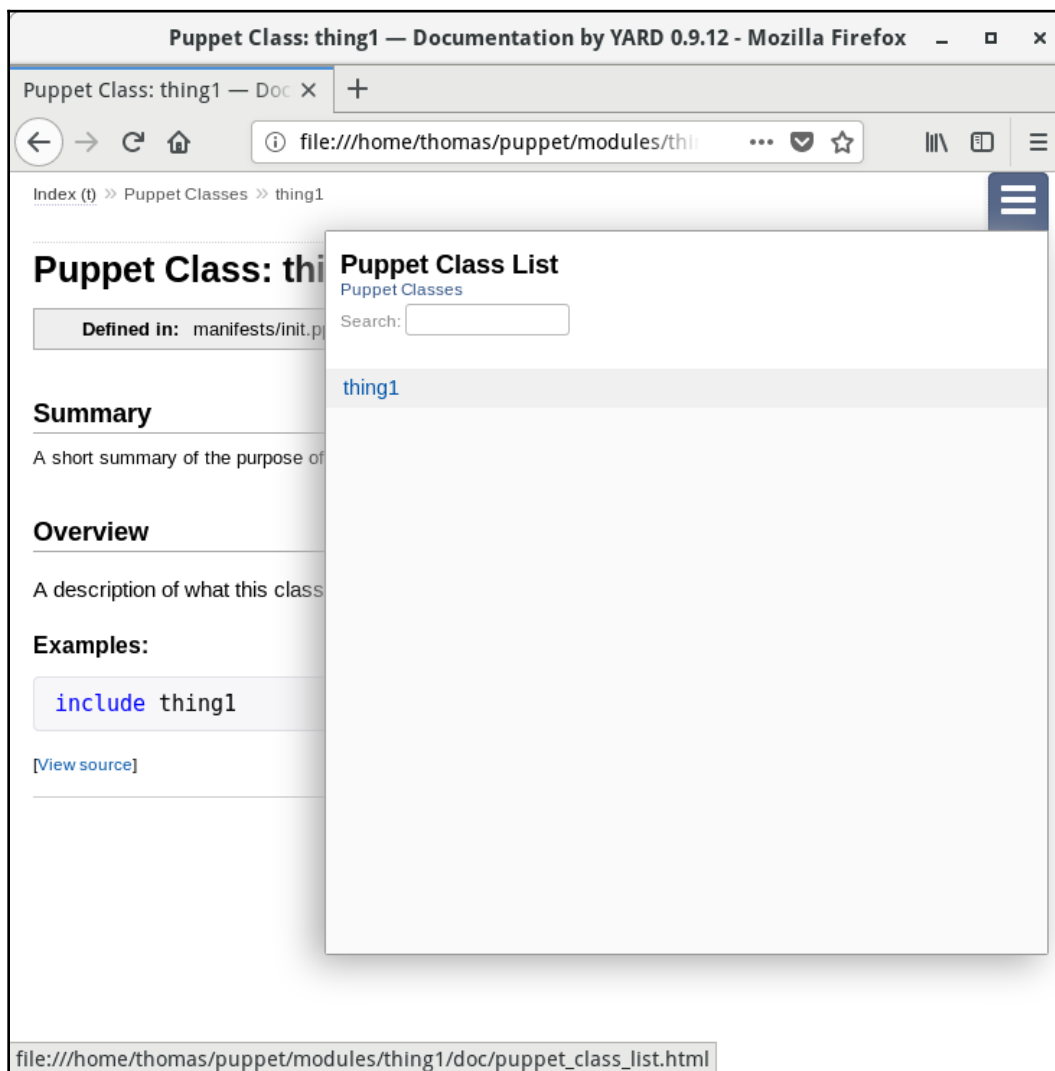 Puppet Class: thing1 — Documentation by YARD 0.9.12 - Mozilla Firefox
Puppet Class: thing1 — Doc
file:///home/thomas/puppet/modules/thi
Index (t) » Puppet Classes » thing1
Puppet Class: thi
Defined in: manifests/init.p
Summary
A short summary of the purpose of
Overview
A description of what this class
Examples:
include thing1
[View source]
Puppet Class List
Puppet Classes
Search:
thing1
file:///home/thomas/puppet/modules/thing1/doc/puppet_class_list.html